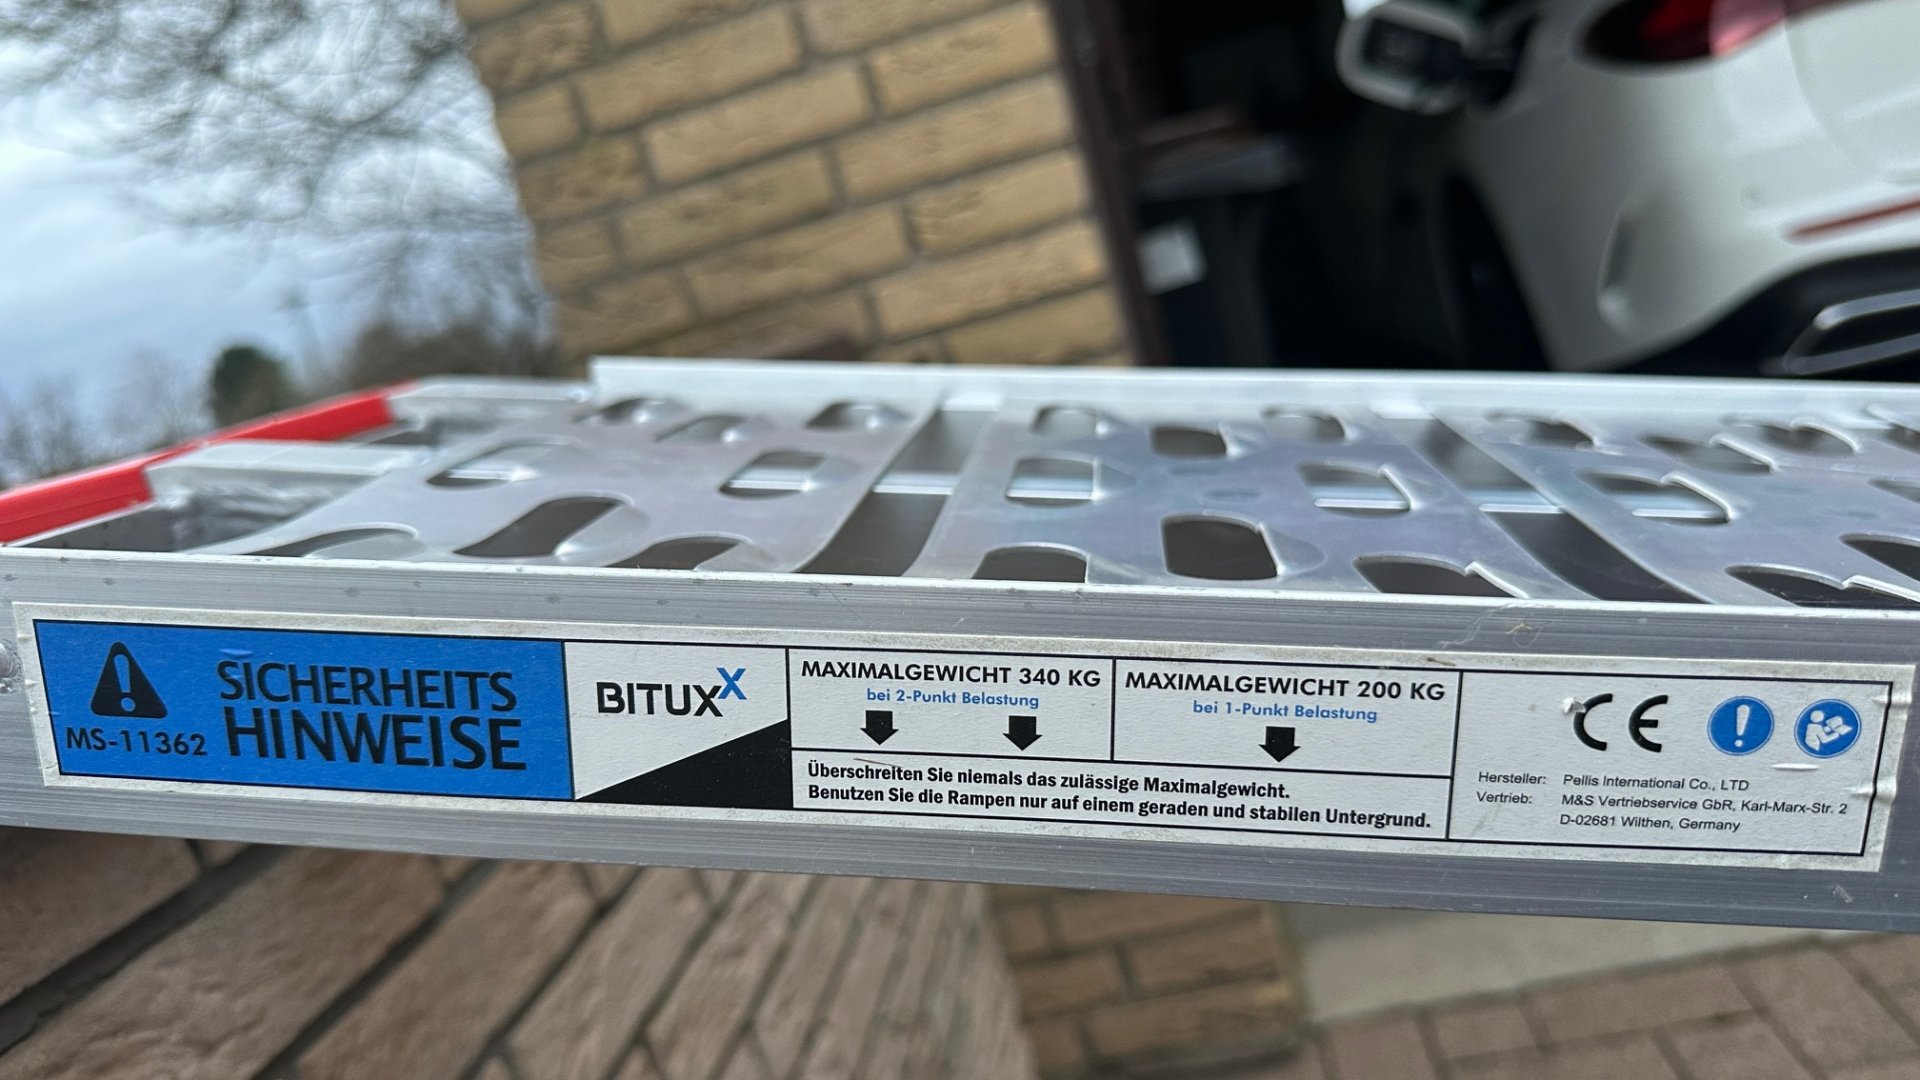 SICHERHEITS
HINWEISE
MS-11362
BITUXX
MAXIMALGEWICHT 340 KG
bei 2-Punkt Belastung
MAXIMALGEWICHT 200 KG
bei 1-Punkt Belastung
Überschreiten Sie niemals das zulässige Maximalgewicht.
Benutzen Sie die Rampen nur auf einem geraden und stabilen Untergrund.
CE
Hersteller: Pellis International Co., LTD
Vertrieb: M&S Vertriebservice GbR, Karl-Marx-Str. 2
D-02681 Wilthen, Germany